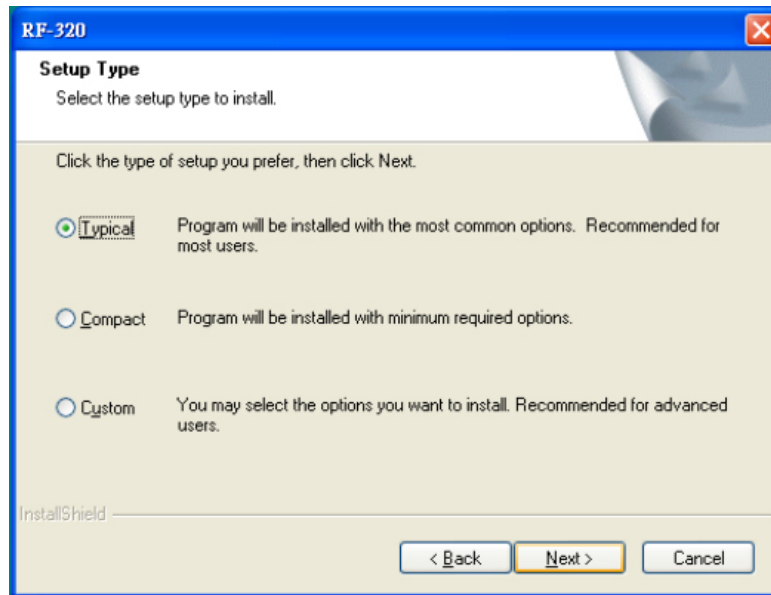 RF-320
Setup Type
Select the setup type to install.
Click the type of setup you prefer, then click Next.
Typical
Program will be installed with the most common options. Recommended for
most users.
Compact
Program will be installed with minimum required options.
Custom
You may select the options you want to install. Recommended for advanced
users.
InstallShield
< Back
Next >
Cancel